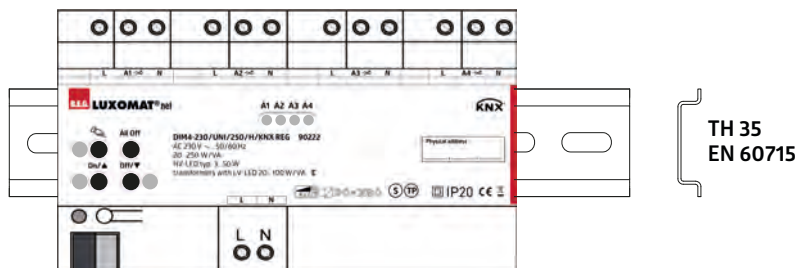 L A1 N L A2 N L A3 N L A4 N
B.E.G. LUXOMAT® net
A1 A2 A3 A4
KNX
All Off
DIM4-230/UNI/250/H/KNX REG 90222
AC 230 V ~, 50/60Hz
20 -250 W/VA
HV-LED typ. 3..50 W
transformers with LV-LED 20..100 W/VA
Physical address
On/▲ Off/▼
S TP IP20 CE
L N
L N
TH 35
EN 60715